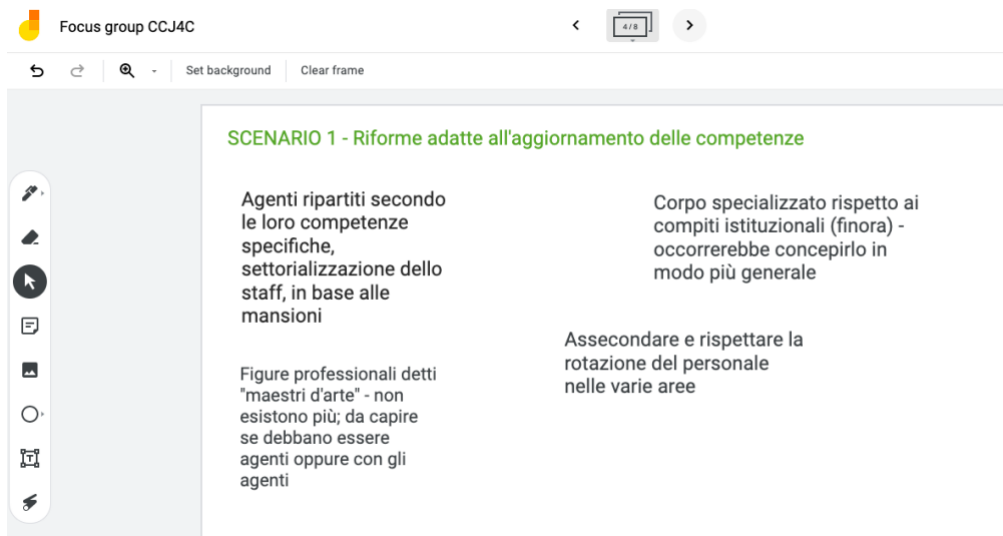 Focus group CCJ4C
4/8
Set background
Clear frame
SCENARIO 1 - Riforme adatte all'aggiornamento delle competenze
Agenti ripartiti secondo
le loro competenze
specifiche,
settorializzazione dello
staff, in base alle
mansioni
Corpo specializzato rispetto ai
compiti istituzionali (finora) -
occorrerebbe concepirlo in
modo più generale
Assecondare e rispettare la
rotazione del personale
nelle varie aree
Figure professionali detti
"maestri d'arte" - non
esistono più; da capire
se debbano essere
agenti oppure con gli
agenti